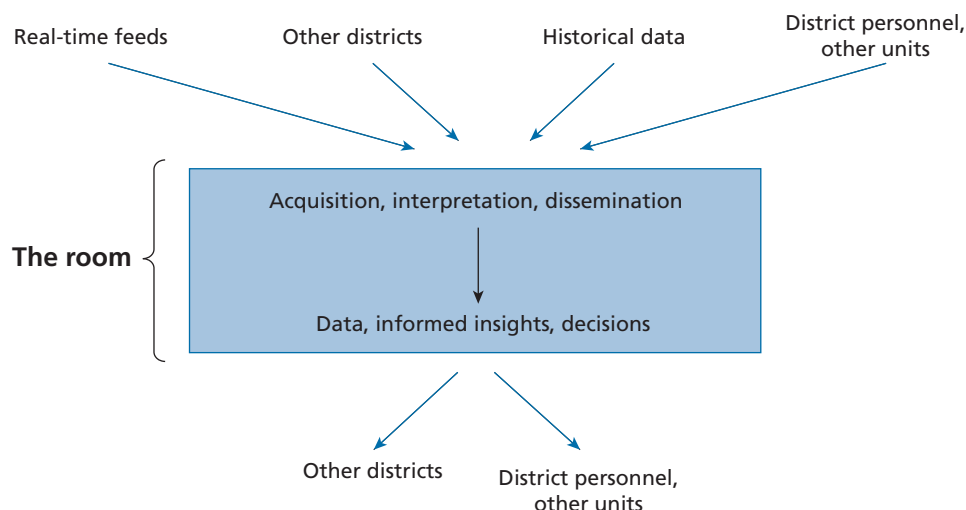 Real-time feeds
Other districts
Historical data
District personnel,
other units
Acquisition, interpretation, dissemination
The room
Data, informed insights, decisions
Other districts
District personnel,
other units